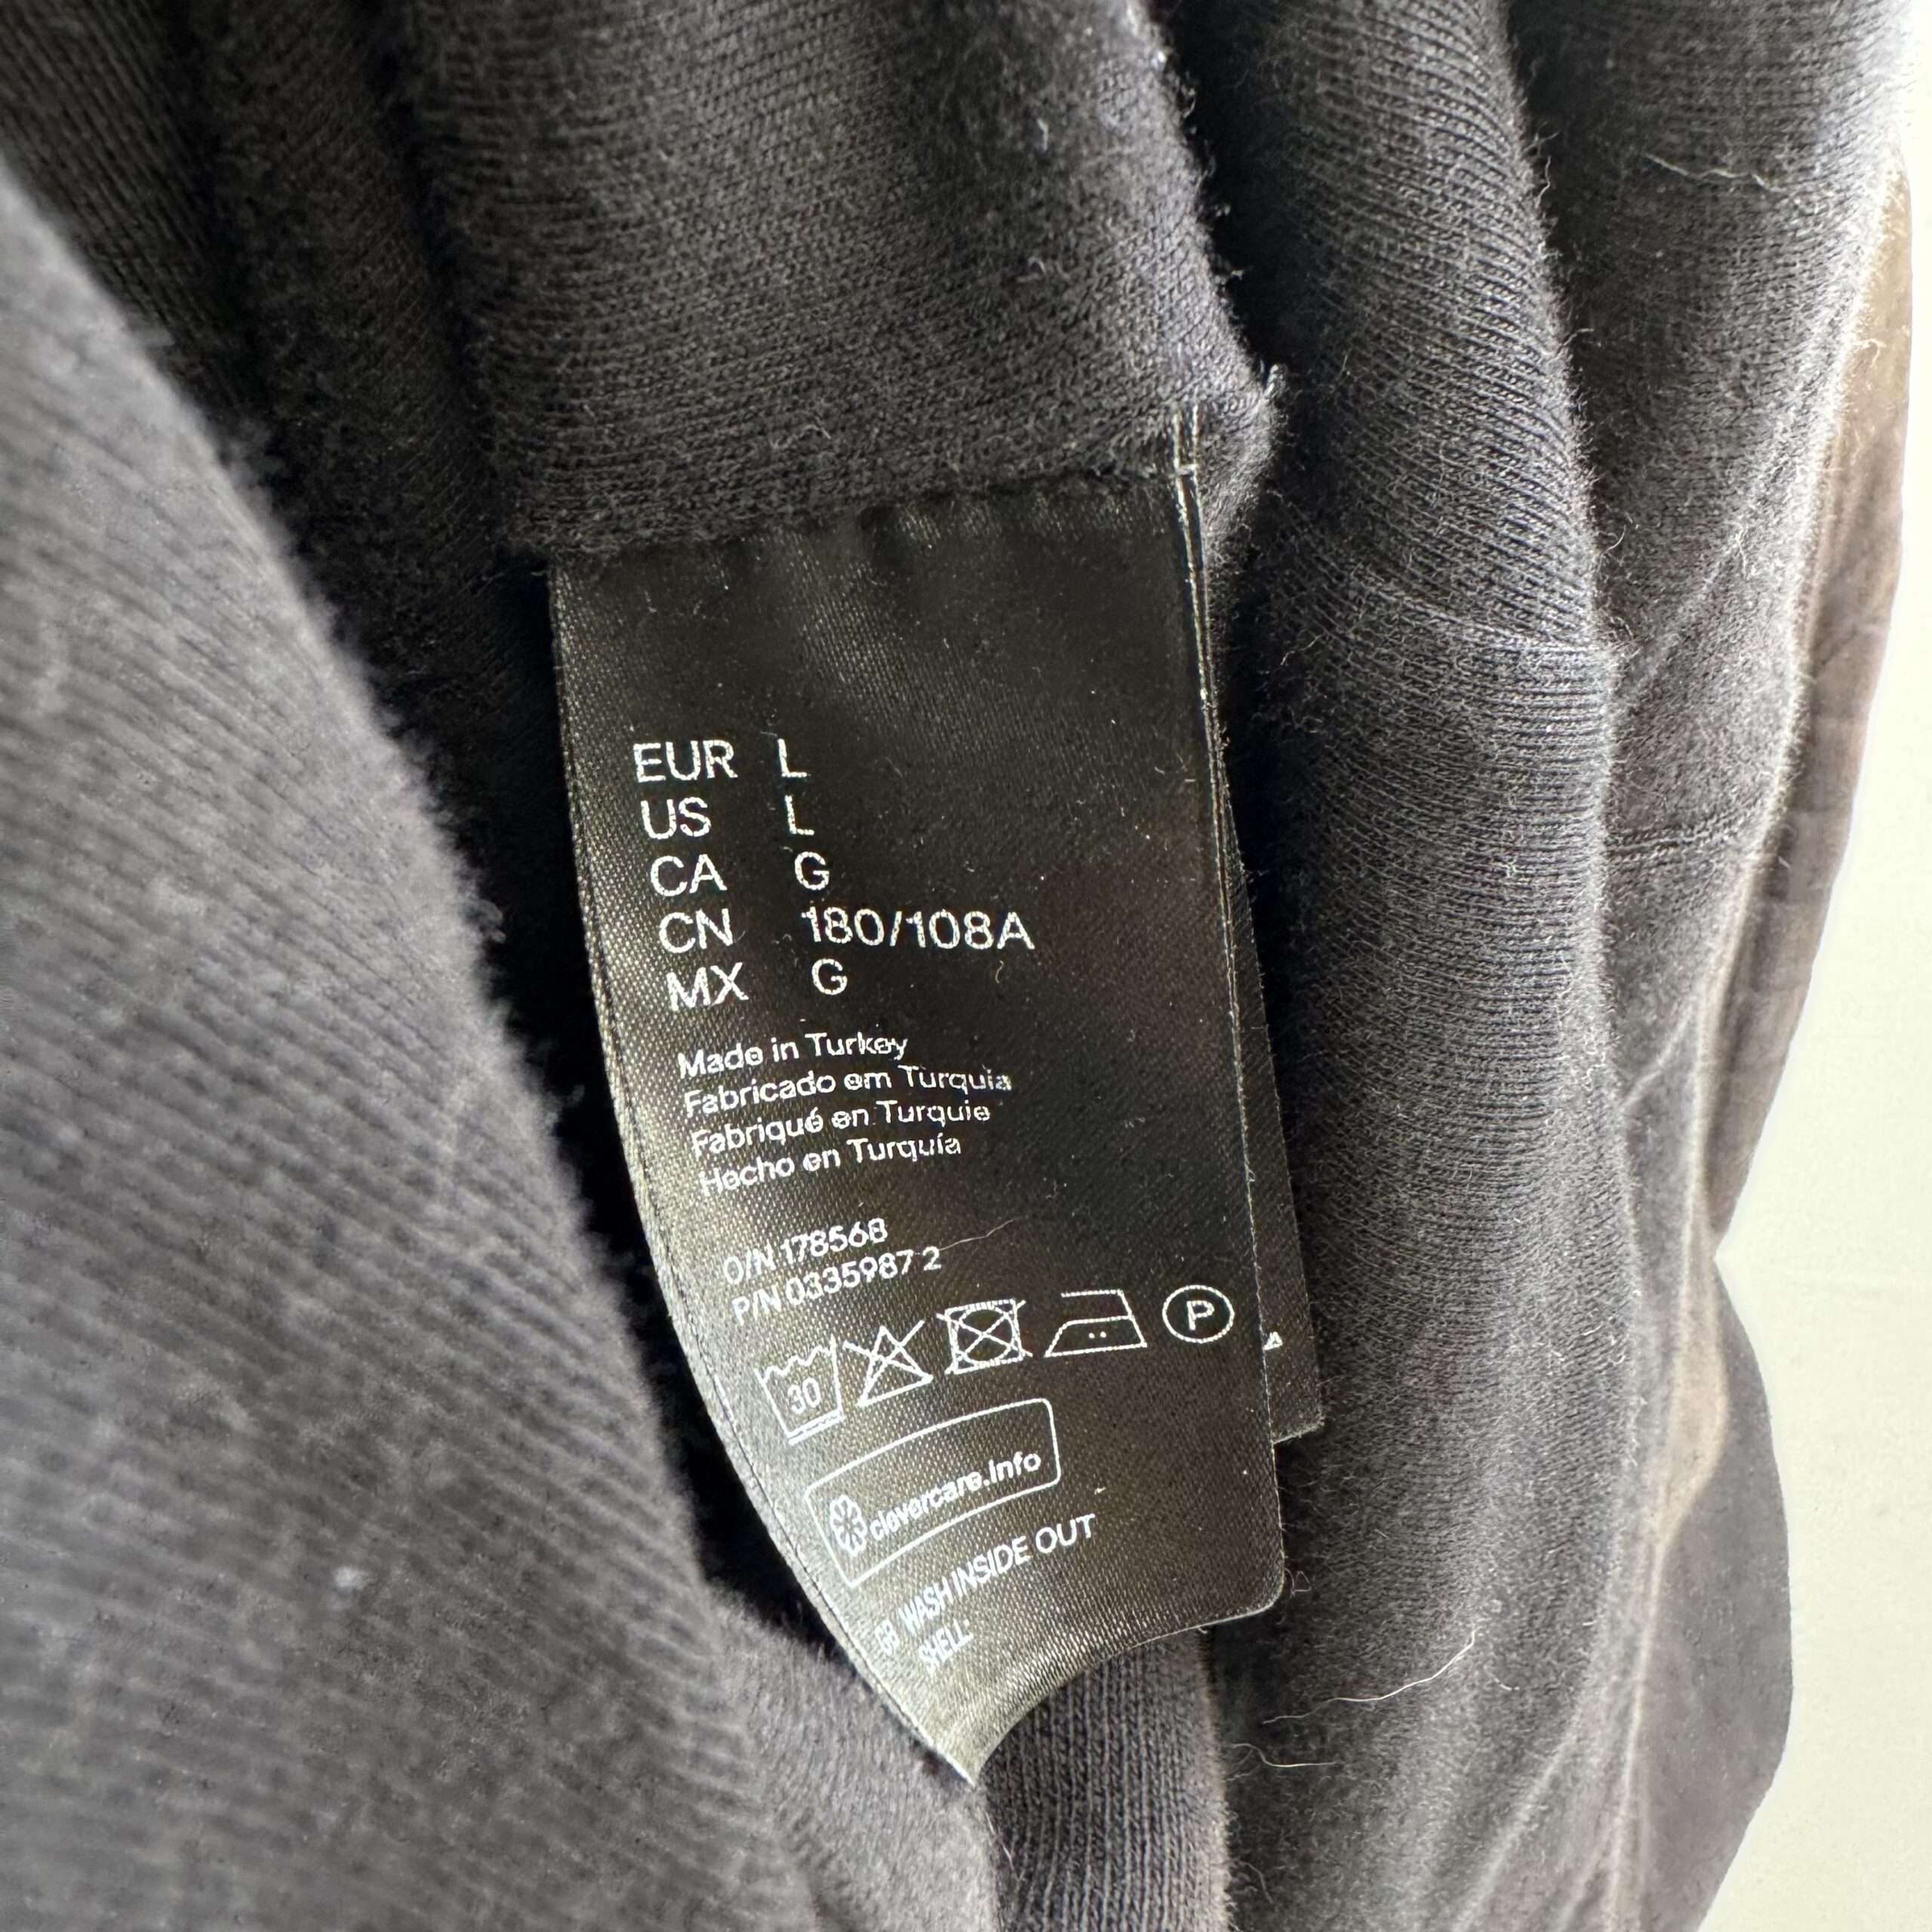 EUR L
US L
CA G
CN 180/108A
MX G
Made in Turkey
Fabricado em Turquia
Fabriqué en Turquie
Hecho en Turquía
O/N 178568
P/N 0335987 2
30 P
clevercare.info
GB WASH INSIDE OUT
SHELL